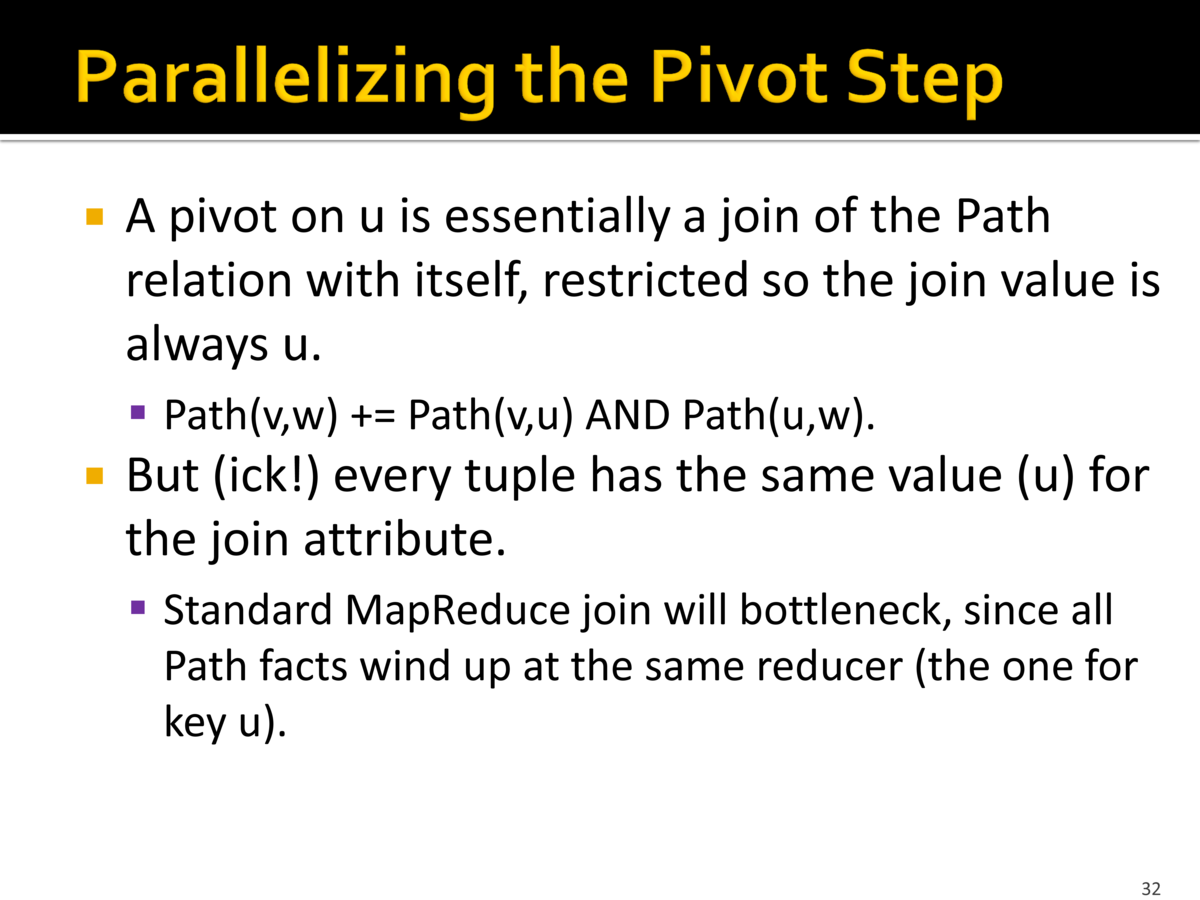 Parallelizing the Pivot Step
A pivot on u is essentially a join of the Path
relation with itself, restricted so the join value is
always u.
Path(v,w) += Path(v,u) AND Path(u,w).
But (ick!) every tuple has the same value (u) for
the join attribute.
Standard MapReduce join will bottleneck, since all
Path facts wind up at the same reducer (the one for
key u).
32